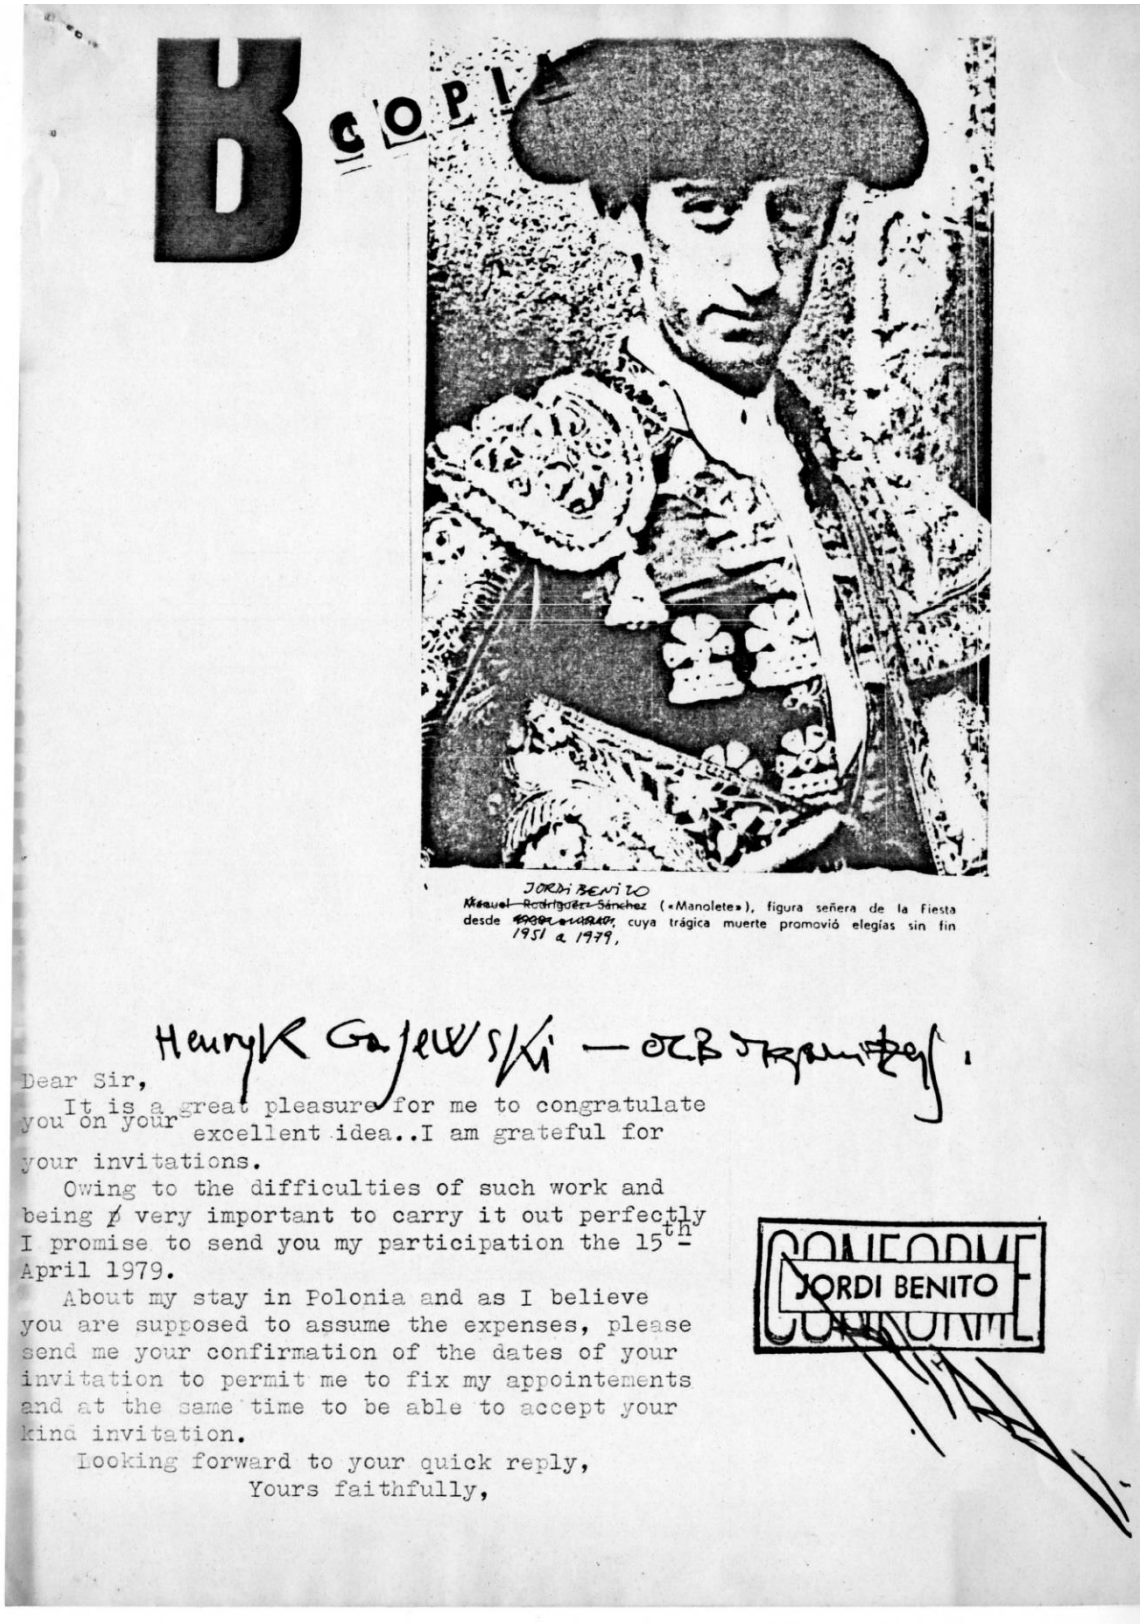 B
COPIA
JORDI BENITO
Manuel Rodríguez Sánchez («Manolete»), figura señera de la Fiesta
desde cuya trágica muerte promovió elegías sin fin
1951 a 1979,
Henryk Gajewski —
Dear Sir,
It is a great pleasure for me to congratulate
you on your excellent idea..I am grateful for
your invitations.
Owing to the difficulties of such work and
being very important to carry it out perfectly
I promise to send you my participation the 15th
April 1979.
About my stay in Polonia and as I believe
you are supposed to assume the expenses, please
send me your confirmation of the dates of your
invitation to permit me to fix my appointements
and at the same time to be able to accept your
kind invitation.
Looking forward to your quick reply,
Yours faithfully,
CONFORME
JORDI BENITO
CONFORME